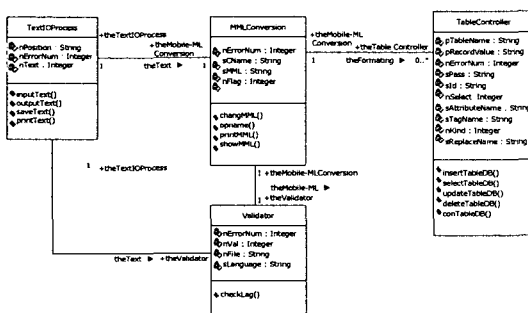 TextIOProcess
nPosition : String
nErrorNum : Integer
nText : Integer
inputText()
outputText()
saveText()
printText()
+theTextIOProcess
1
+theMobile-ML
Conversion
theText ▶ 1
MMLConversion
nErrorNum : Integer
sCName : String
sMML : String
nFlag : Integer
changMML()
opname()
printMML()
showMML()
+theMobile-ML
Conversion +theTable Controller
1 theFormating ▶ 0..*
TableController
pTableName : String
pRecordValue : String
nErrorNum : Integer
sPass : String
sId : String
nSelect Integer
sAttributeName : String
sTagName : String
nKind : Integer
sReplaceName : String
insertTableDB()
selectTableDB()
updateTableDB()
deleteTableDB()
conTableDB()
1 +theTextIOProcess
1 +theMobile-MLConversion
theMobile-ML ▶
1 +theValidator
theText ▶ +theValidator
Validator
nErrorNum : Integer
nVal : Integer
nFile : String
sLanguage : String
checkLag()